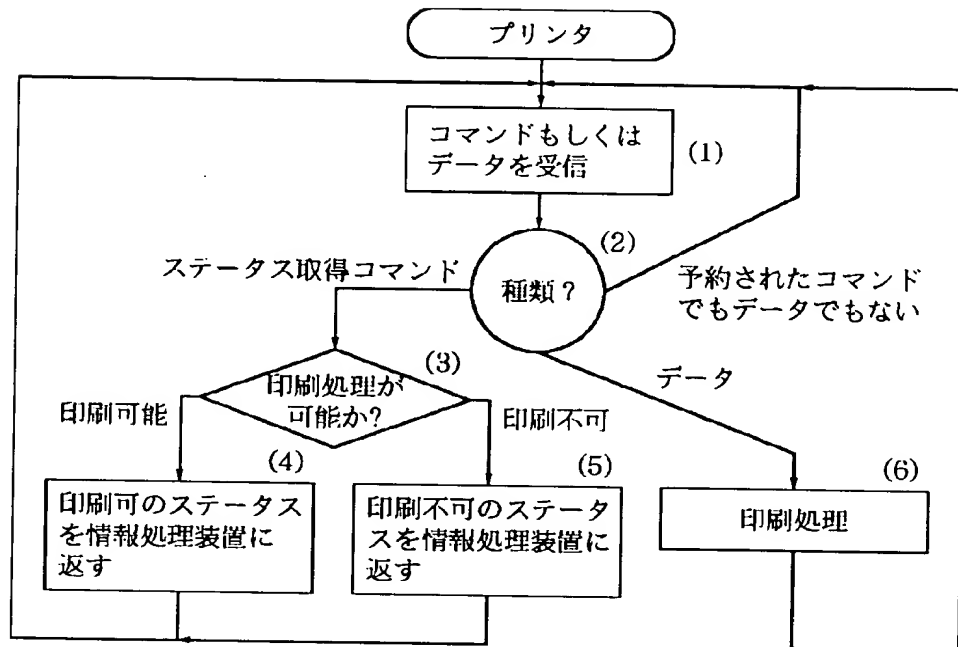 プリンタ
コマンドもしくは
データを受信
(1)
(2)
種類?
ステータス取得コマンド
予約されたコマンド
でもデータでもない
(3)
印刷処理が
可能か?
印刷可能
印刷不可
データ
(4)
(5)
(6)
印刷可のステータス
を情報処理装置に
返す
印刷不可のステータ
スを情報処理装置に
返す
印刷処理